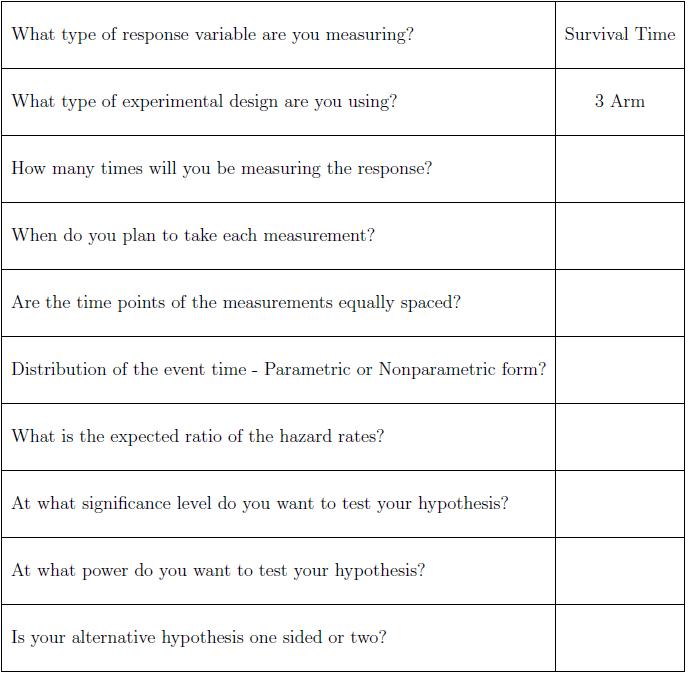 What type of response variable are you measuring? Survival Time
What type of experimental design are you using? 3 Arm
How many times will you be measuring the response?
When do you plan to take each measurement?
Are the time points of the measurements equally spaced?
Distribution of the event time - Parametric or Nonparametric form?
What is the expected ratio of the hazard rates?
At what significance level do you want to test your hypothesis?
At what power do you want to test your hypothesis?
Is your alternative hypothesis one sided or two?